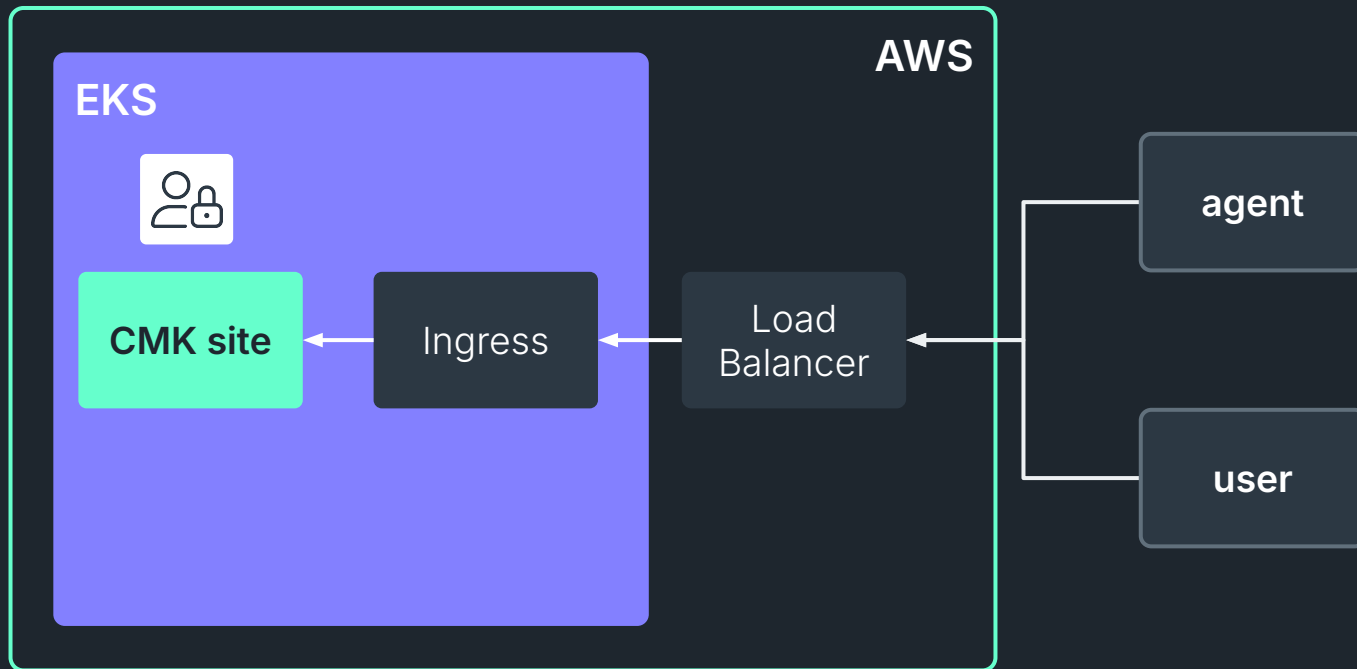 AWS
EKS
agent
CMK site
Ingress
Load
Balancer
user